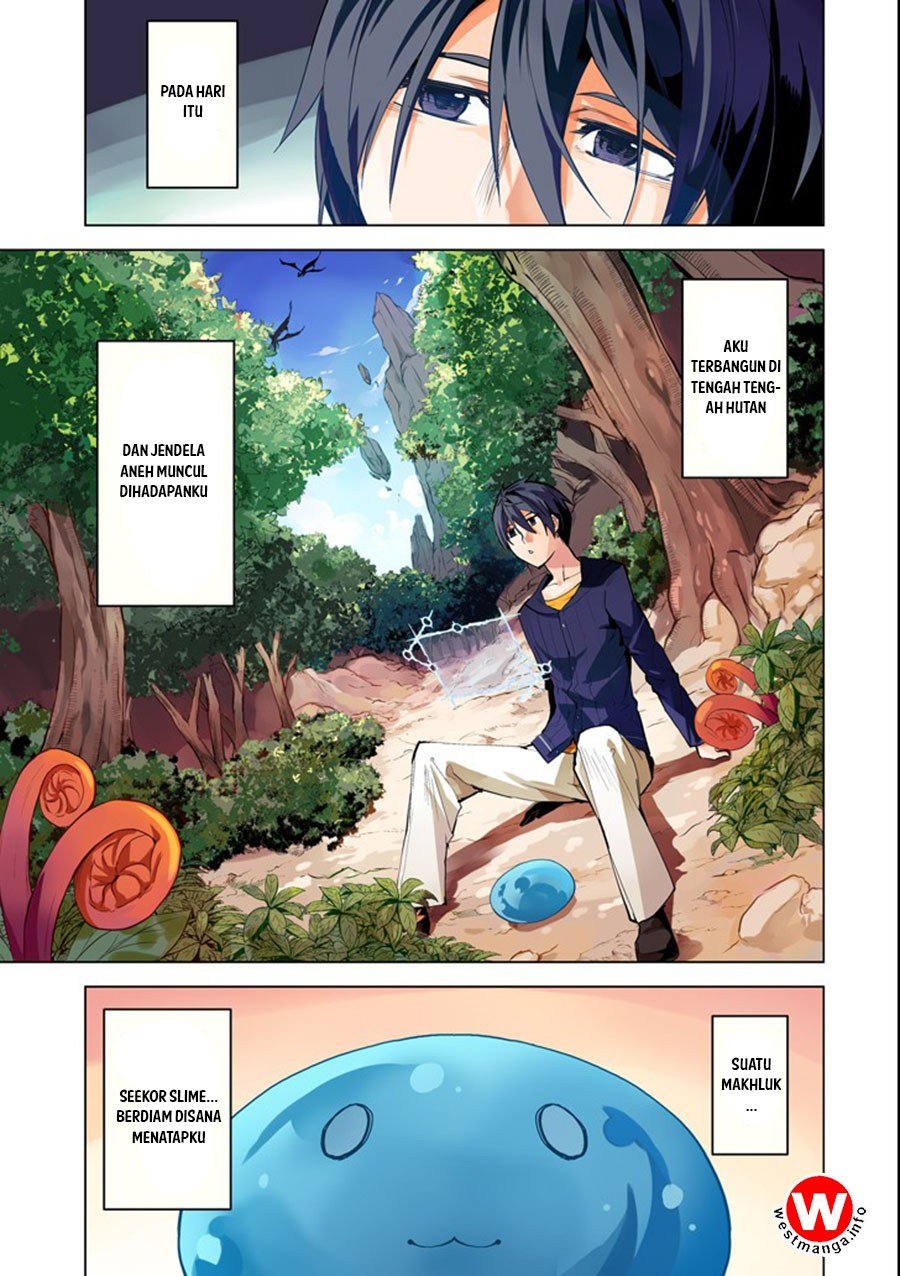 PADA HARI
ITU
AKU
TERBANGUN DI
TENGAH TENG-
AH HUTAN
DAN JENDELA
ANEH MUNCUL
DIHADAPANKU
SUATU
MAKHLUK
...
SEEKOR SLIME...
BERDIAM DISANA
MENATAPKU
W
westmanga.info